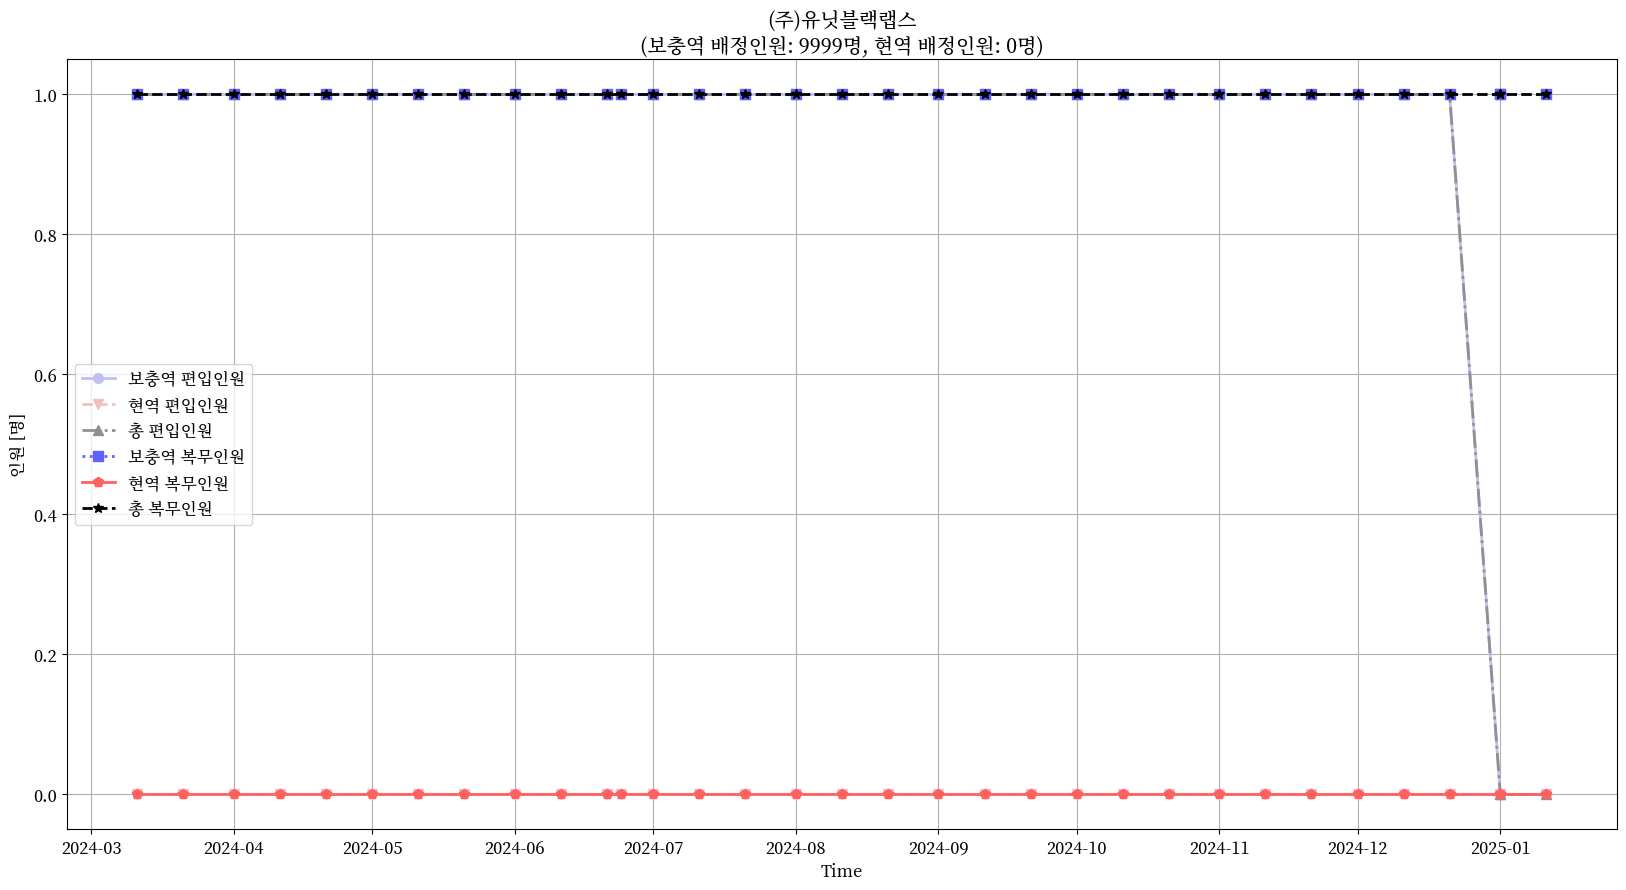 (주)유닛블랙랩스
(보충역 배정인원: 9999명, 현역 배정인원: 0명)
인원 [명]
1.0
0.8
0.6
0.4
0.2
0.0
보충역 편입인원
현역 편입인원
총 편입인원
보충역 복무인원
현역 복무인원
총 복무인원
2024-03 2024-04 2024-05 2024-06 2024-07 2024-08 2024-09 2024-10 2024-11 2024-12 2025-01
Time